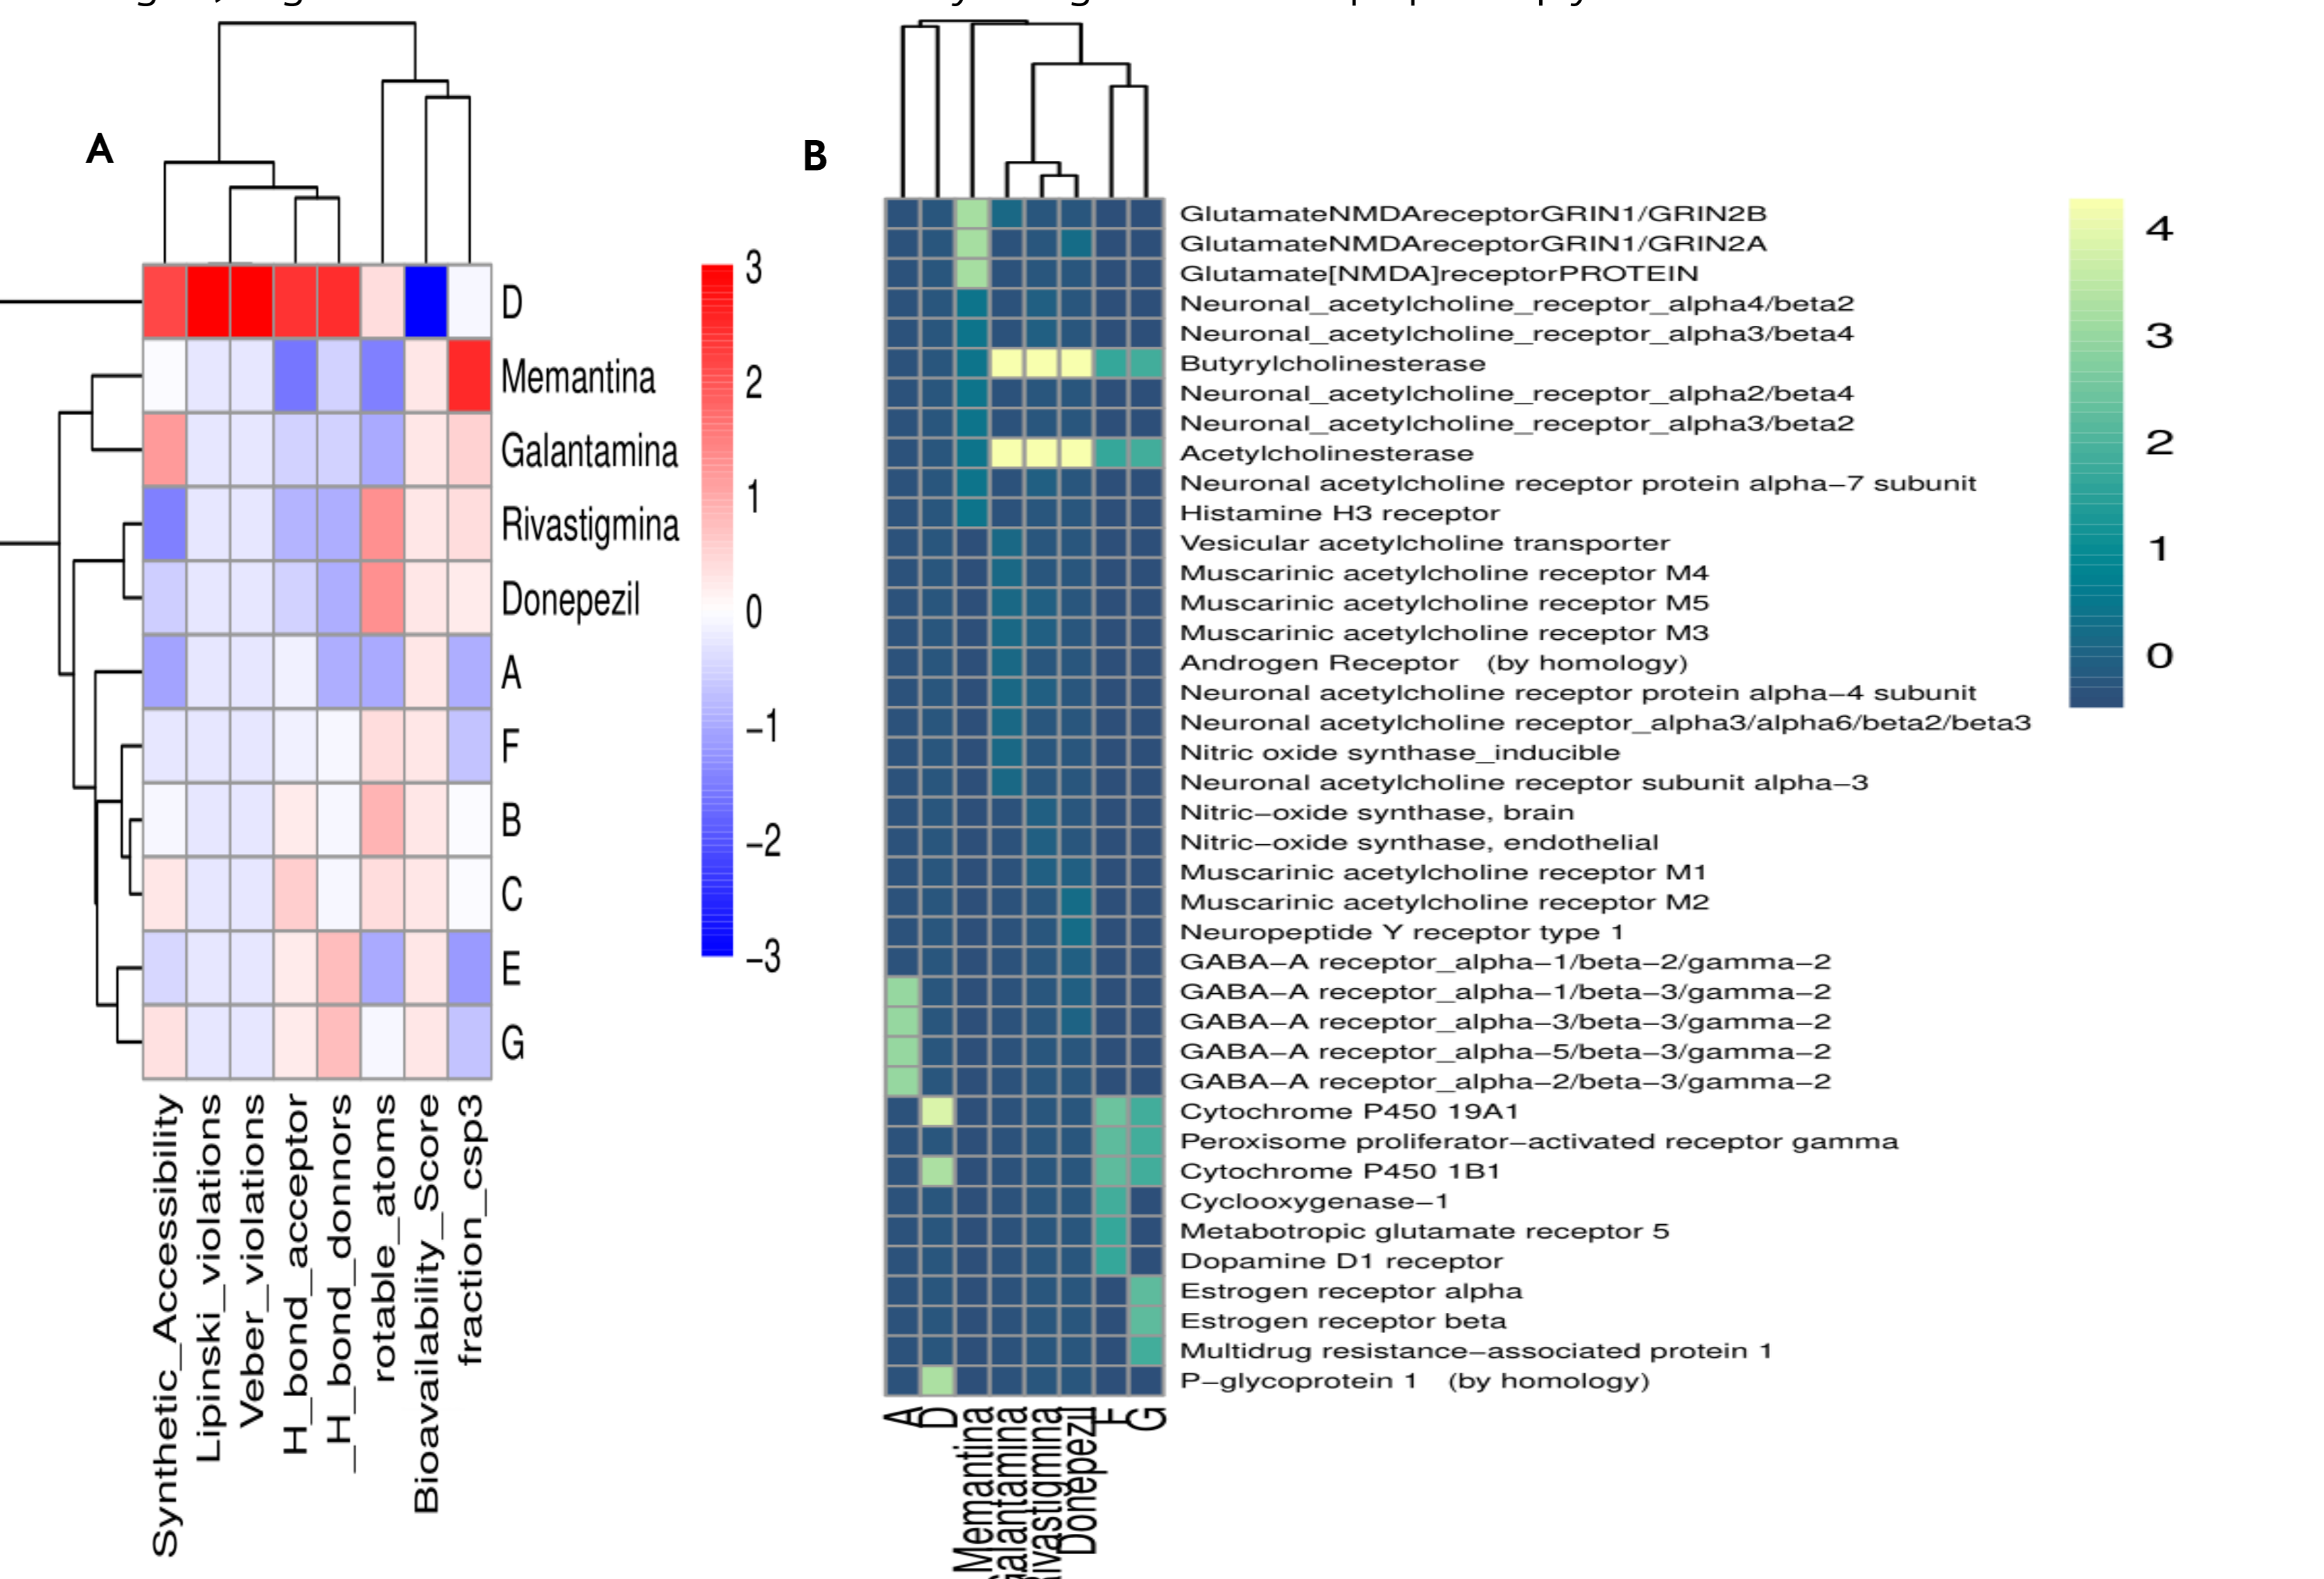 A
B
D
Memantina
Galantamina
Rivastigmina
Donepezil
A
F
B
C
E
G
3
2
1
0
−1
−2
−3
Synthetic_Accessibility
Lipinski_violations
Veber_violations
H_bond_acceptor
_H_bond_donnors
rotable_atoms
Bioavailability_Score
fraction_csp3
GlutamateNMDAreceptorGRIN1/GRIN2B
GlutamateNMDAreceptorGRIN1/GRIN2A
Glutamate[NMDA]receptorPROTEIN
Neuronal_acetylcholine_receptor_alpha4/beta2
Neuronal_acetylcholine_receptor_alpha3/beta4
Butyrylcholinesterase
Neuronal_acetylcholine_receptor_alpha2/beta4
Neuronal_acetylcholine_receptor_alpha3/beta2
Acetylcholinesterase
Neuronal acetylcholine receptor protein alpha−7 subunit
Histamine H3 receptor
Vesicular acetylcholine transporter
Muscarinic acetylcholine receptor M4
Muscarinic acetylcholine receptor M5
Muscarinic acetylcholine receptor M3
Androgen Receptor (by homology)
Neuronal acetylcholine receptor protein alpha−4 subunit
Neuronal acetylcholine receptor_alpha3/alpha6/beta2/beta3
Nitric oxide synthase_inducible
Neuronal acetylcholine receptor subunit alpha−3
Nitric−oxide synthase, brain
Nitric−oxide synthase, endothelial
Muscarinic acetylcholine receptor M1
Muscarinic acetylcholine receptor M2
Neuropeptide Y receptor type 1
GABA−A receptor_alpha−1/beta−2/gamma−2
GABA−A receptor_alpha−1/beta−3/gamma−2
GABA−A receptor_alpha−3/beta−3/gamma−2
GABA−A receptor_alpha−5/beta−3/gamma−2
GABA−A receptor_alpha−2/beta−3/gamma−2
Cytochrome P450 19A1
Peroxisome proliferator−activated receptor gamma
Cytochrome P450 1B1
Cyclooxygenase−1
Metabotropic glutamate receptor 5
Dopamine D1 receptor
Estrogen receptor alpha
Estrogen receptor beta
Multidrug resistance−associated protein 1
P−glycoprotein 1 (by homology)
4
3
2
1
0
A
D
Memantina
alantamina
ivastigmina
Donepezil
F
G